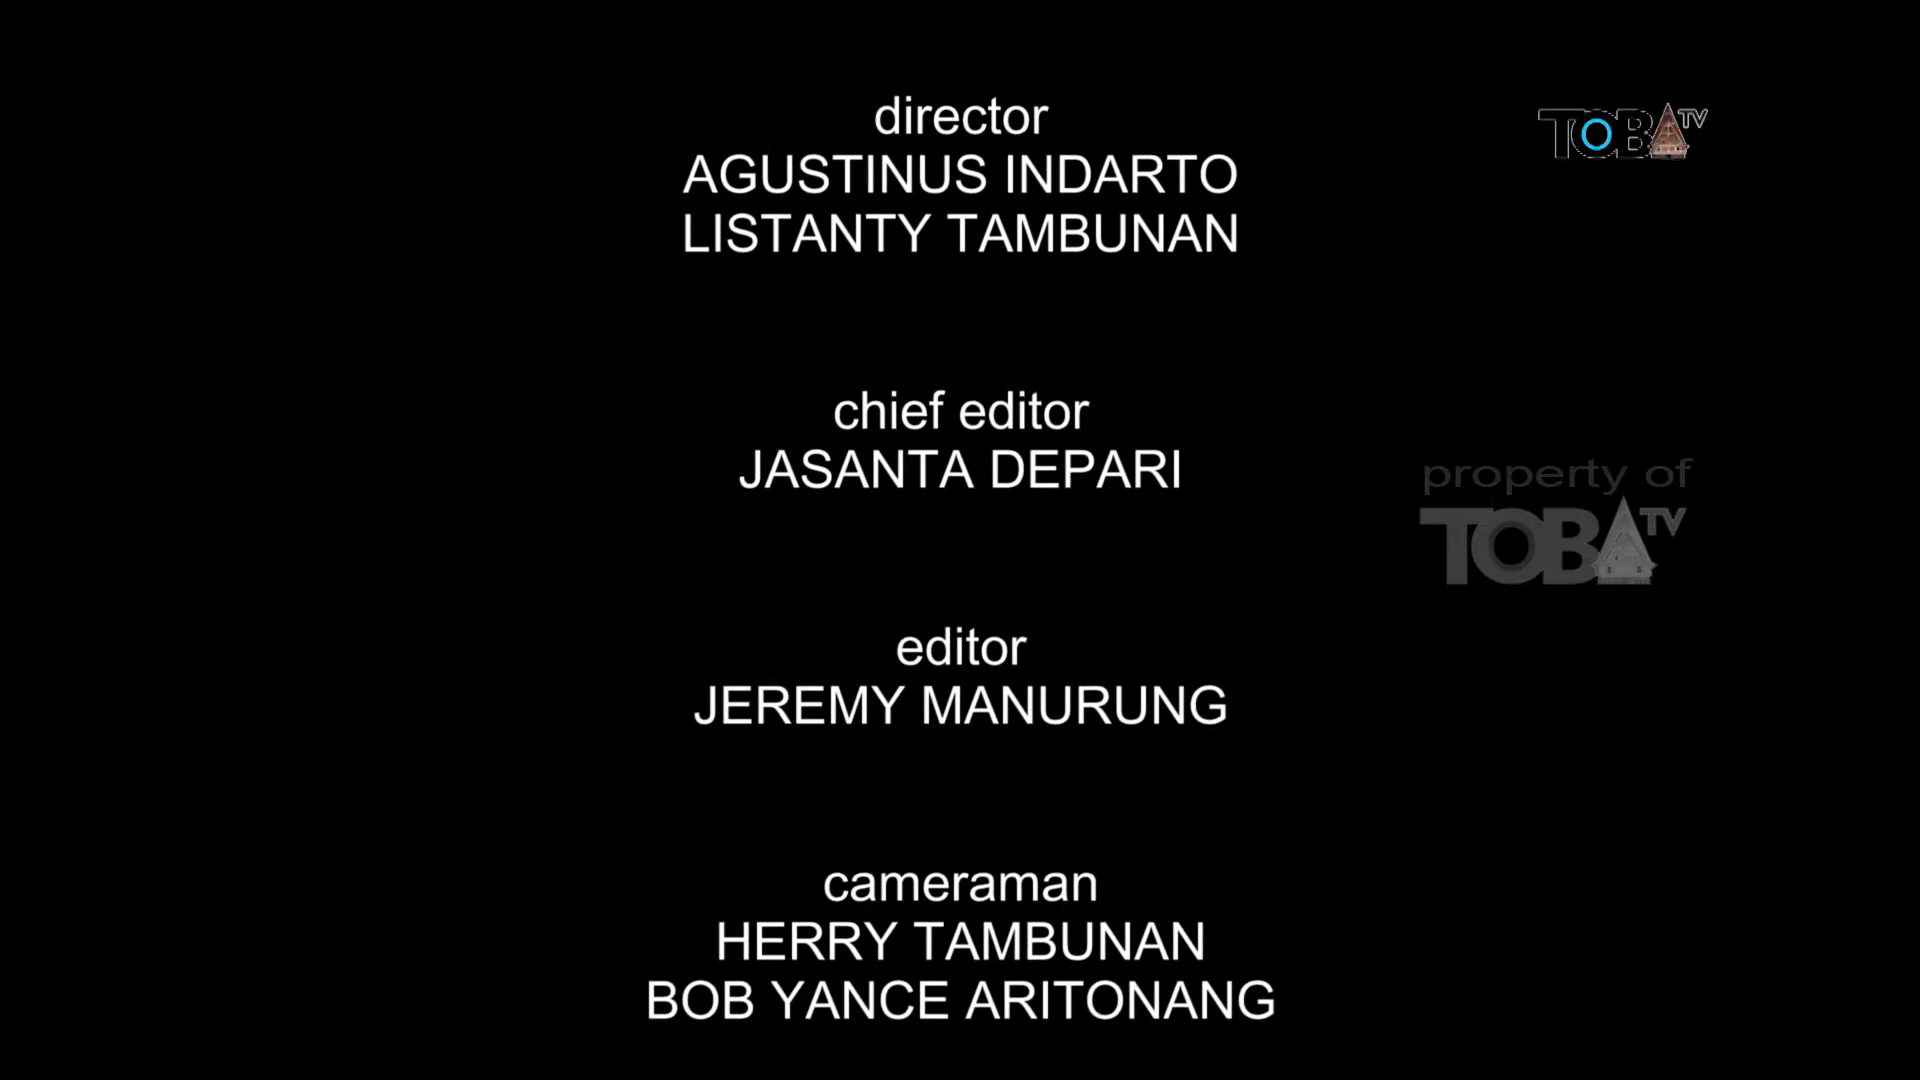 director
AGUSTINUS INDARTO
LISTANTY TAMBUNAN
TOBA TV
chief editor
JASANTA DEPARI
property of
TOBA TV
editor
JEREMY MANURUNG
cameraman
HERRY TAMBUNAN
BOB YANCE ARITONANG